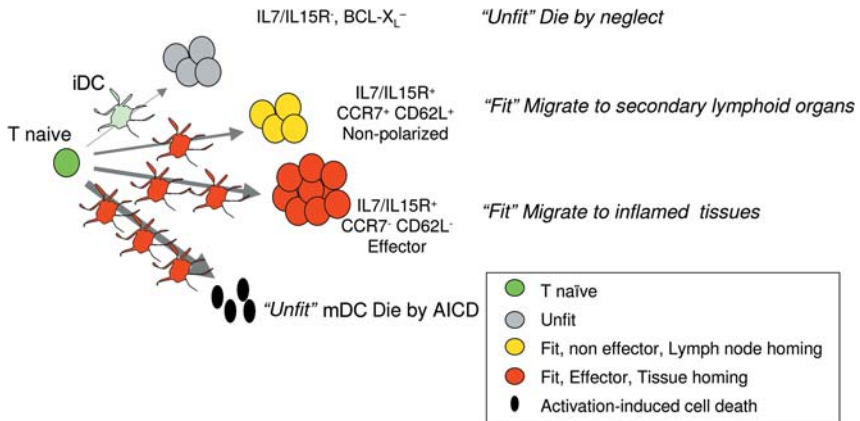 IL7/IL15R⁻, BCL-X_L⁻ "Unfit" Die by neglect
iDC
IL7/IL15R⁺
CCR7⁺ CD62L⁺
Non-polarized
"Fit" Migrate to secondary lymphoid organs
T naive
IL7/IL15R⁺
CCR7⁻ CD62L⁻
Effector
"Fit" Migrate to inflamed tissues
"Unfit" mDC Die by AICD
T naïve
Unfit
Fit, non effector, Lymph node homing
Fit, Effector, Tissue homing
Activation-induced cell death